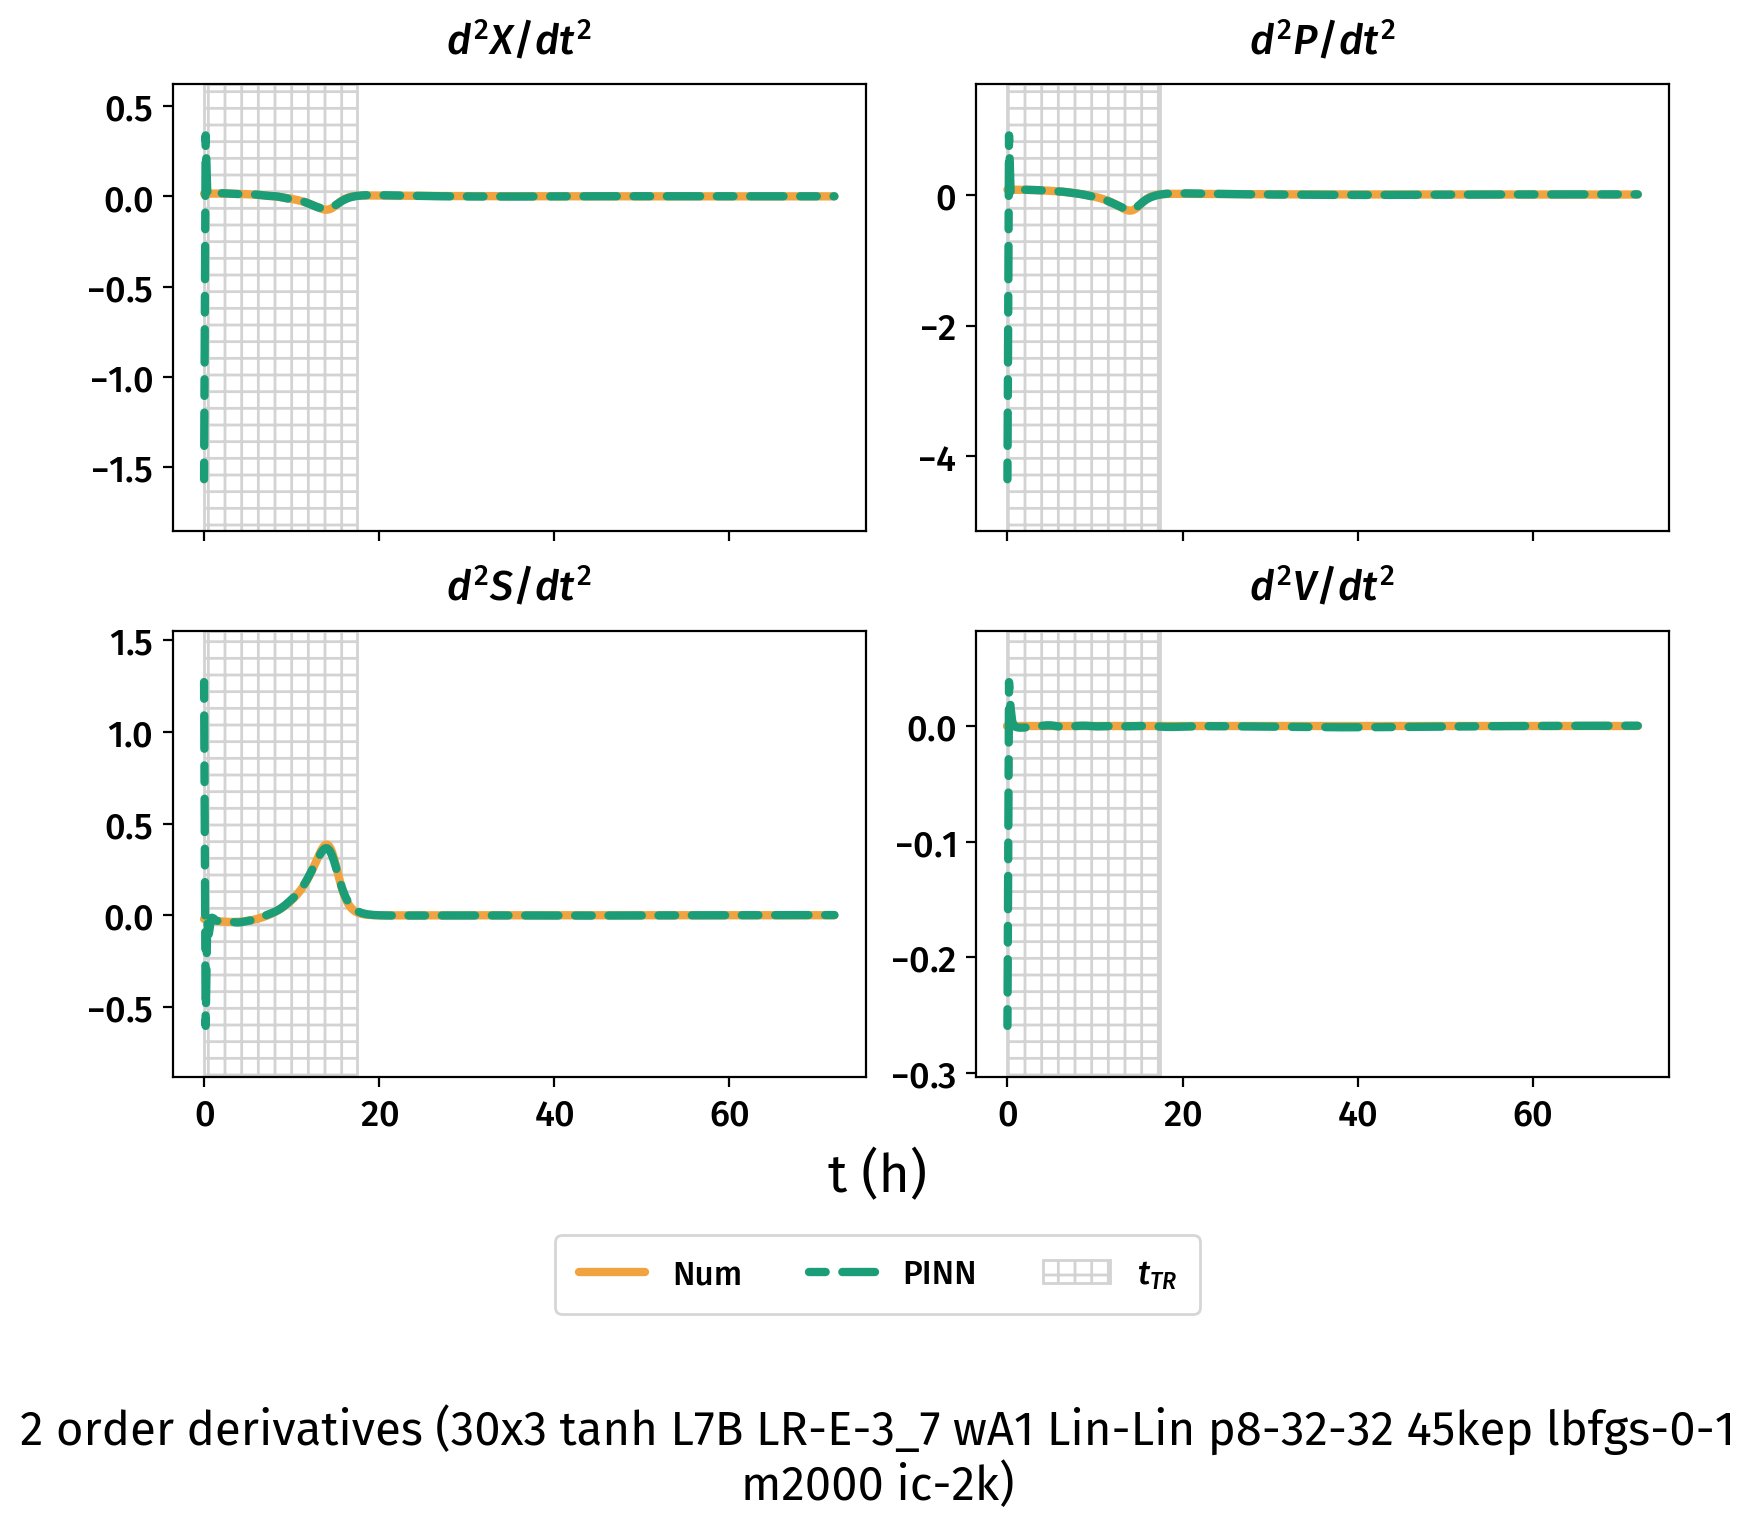 d²X/dt²
d²P/dt²
0.5
0.0
−0.5
−1.0
−1.5
0
−2
−4
d²S/dt²
d²V/dt²
1.5
1.0
0.5
0.0
−0.5
0.0
−0.1
−0.2
−0.3
0 20 40 60
0 20 40 60
t (h)
Num PINN t_TR
2 order derivatives (30x3 tanh L7B LR-E-3_7 wA1 Lin-Lin p8-32-32 45kep lbfgs-0-1
m2000 ic-2k)